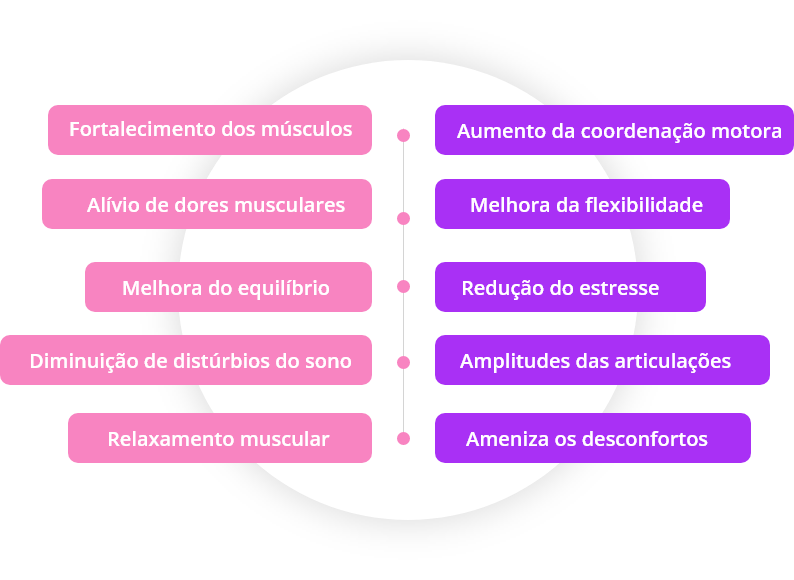 Fortalecimento dos músculos
Aumento da coordenação motora
Alívio de dores musculares
Melhora da flexibilidade
Melhora do equilíbrio
Redução do estresse
Diminuição de distúrbios do sono
Amplitudes das articulações
Relaxamento muscular
Ameniza os desconfortos